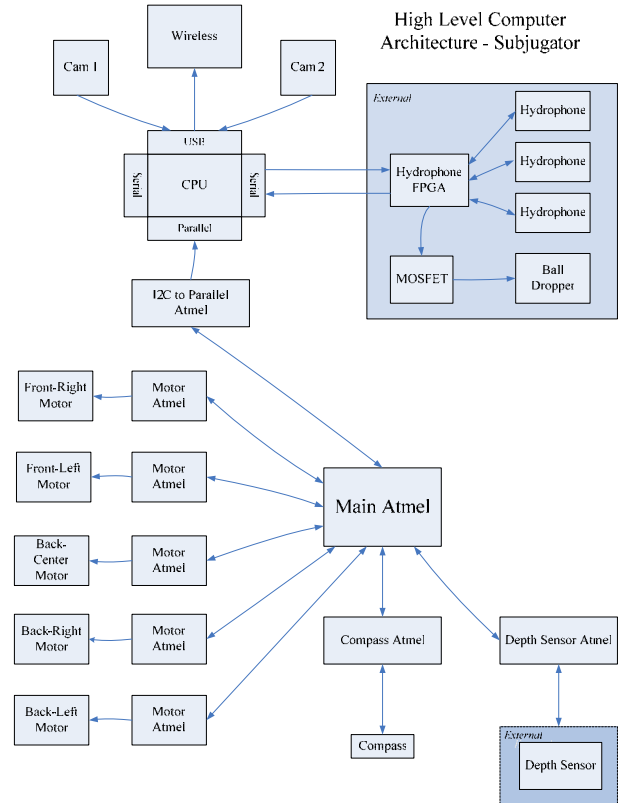 High Level Computer
Architecture - Subjugator
Wireless
Cam 1
Cam 2
USB
Serial
CPU
Serial
Parallel
External
Hydrophone
Hydrophone
Hydrophone
Hydrophone
FPGA
MOSFET
Ball
Dropper
I2C to Parallel
Atmel
Front-Right
Motor
Motor
Atmel
Front-Left
Motor
Motor
Atmel
Main Atmel
Back-
Center
Motor
Motor
Atmel
Back-Right
Motor
Motor
Atmel
Compass Atmel
Depth Sensor Atmel
Back-Left
Motor
Motor
Atmel
Compass
External
Depth Sensor